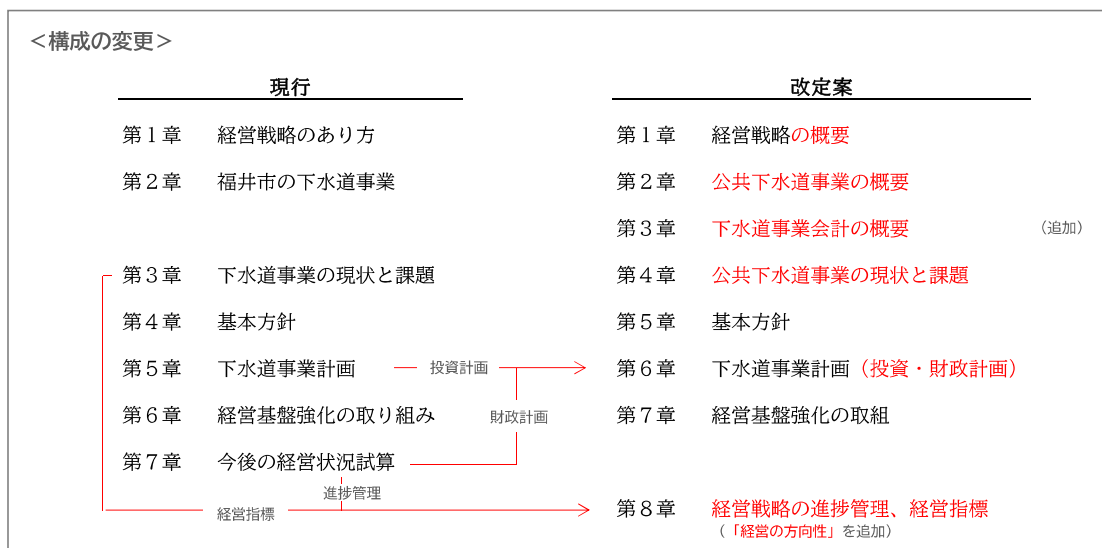 ＜構成の変更＞
現行
第１章 経営戦略のあり方
第２章 福井市の下水道事業
第３章 下水道事業の現状と課題
第４章 基本方針
第５章 下水道事業計画
投資計画
第６章 経営基盤強化の取り組み
財政計画
第７章 今後の経営状況試算
進捗管理
経営指標
改定案
第１章 経営戦略の概要
第２章 公共下水道事業の概要
第３章 下水道事業会計の概要 （追加）
第４章 公共下水道事業の現状と課題
第５章 基本方針
第６章 下水道事業計画（投資・財政計画）
第７章 経営基盤強化の取組
第８章 経営戦略の進捗管理、経営指標
（「経営の方向性」を追加）